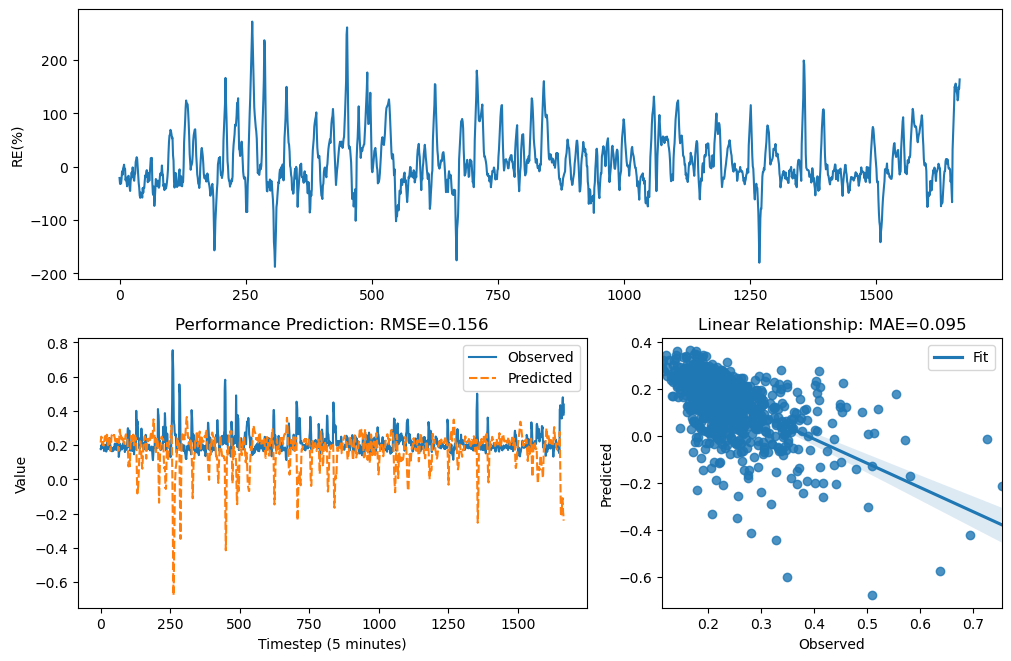 200
100
0
−100
−200
RE(%)
0 250 500 750 1000 1250 1500
Performance Prediction: RMSE=0.156
0.8
0.6
0.4
0.2
0.0
−0.2
−0.4
−0.6
Value
Observed
Predicted
0 250 500 750 1000 1250 1500
Timestep (5 minutes)
Linear Relationship: MAE=0.095
0.4
0.2
0.0
−0.2
−0.4
−0.6
Predicted
Fit
0.2 0.3 0.4 0.5 0.6 0.7
Observed